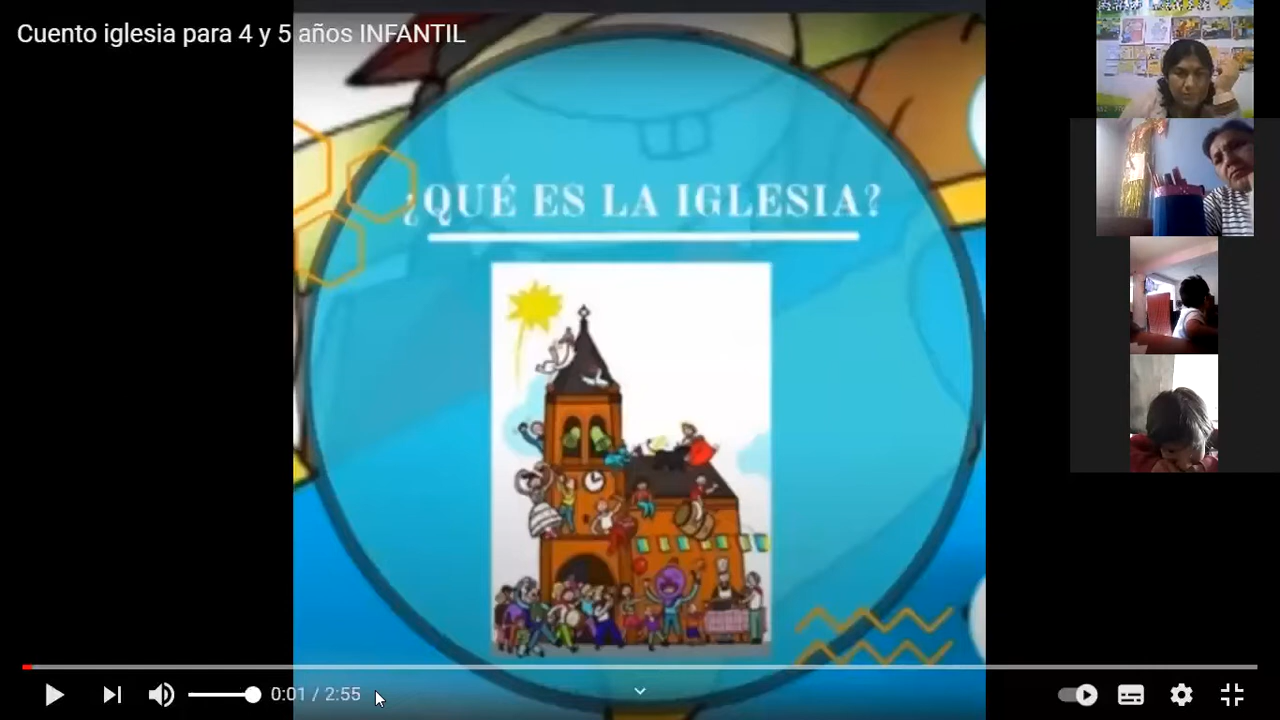 Cuento iglesia para 4 y 5 años INFANTIL
¿QUÉ ES LA IGLESIA?
0:01 / 2:55